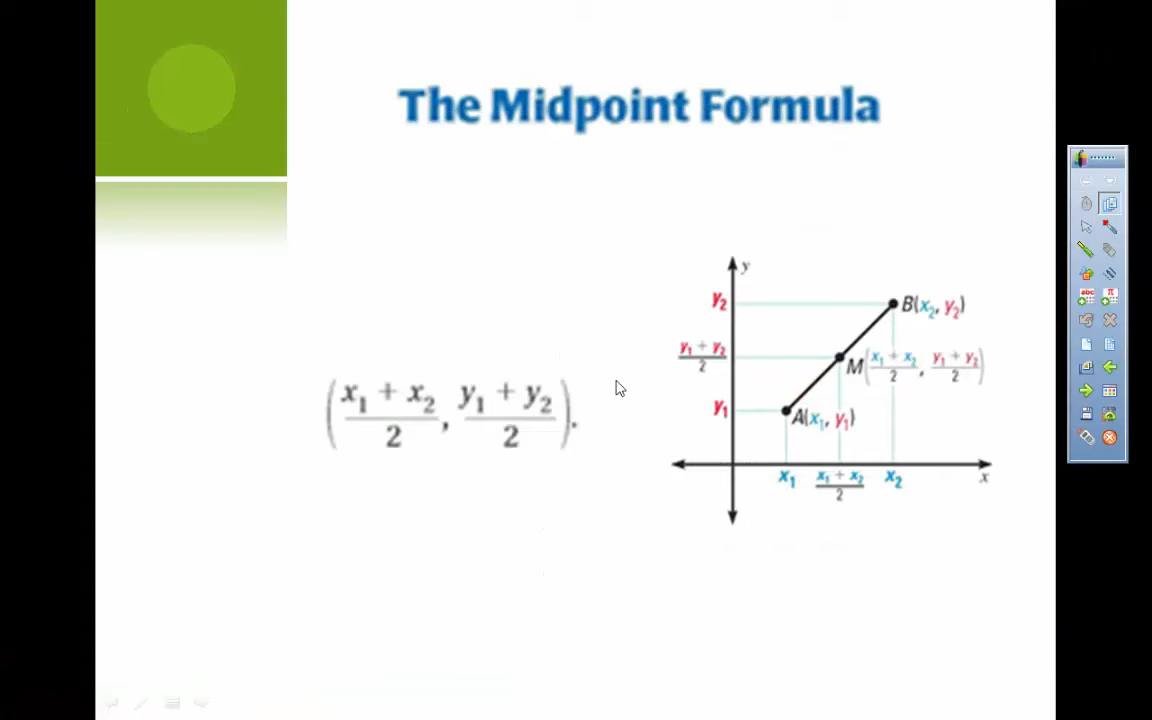 The Midpoint Formula
(x₁ + x₂ / 2, y₁ + y₂ / 2).
y
y₂
B(x₂, y₂)
y₁ + y₂ / 2
M(x₁ + x₂ / 2, y₁ + y₂ / 2)
y₁
A(x₁, y₁)
x₁
x₁ + x₂ / 2
x₂
x
abc
π